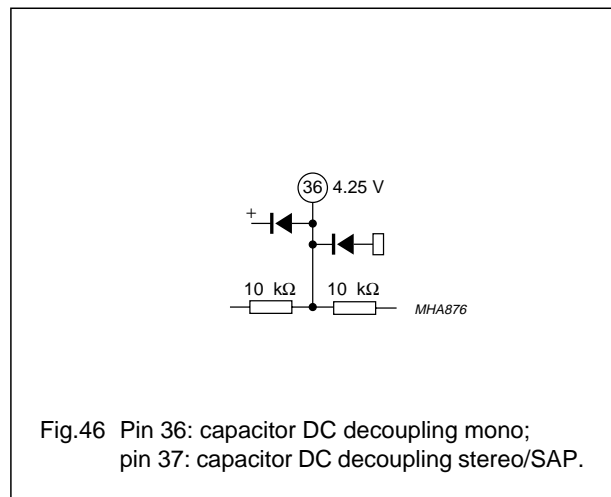 36 4.25 V
+
10 kΩ 10 kΩ
MHA876
Fig.46 Pin 36: capacitor DC decoupling mono;
pin 37: capacitor DC decoupling stereo/SAP.